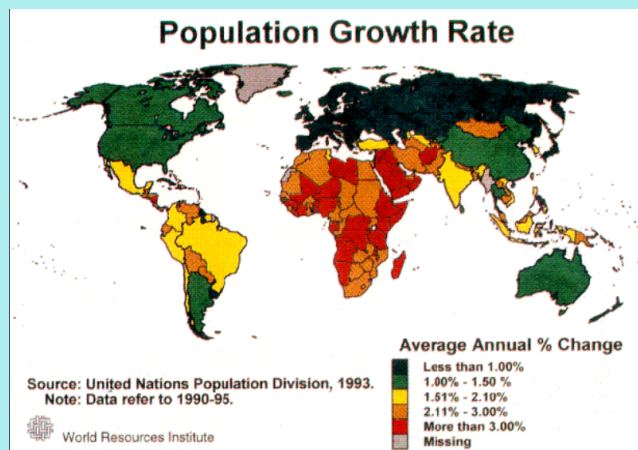 Population Growth Rate
Average Annual % Change
Less than 1.00%
1.00% - 1.50 %
1.51% - 2.10%
2.11% - 3.00%
More than 3.00%
Missing
Source: United Nations Population Division, 1993.
Note: Data refer to 1990-95.
World Resources Institute